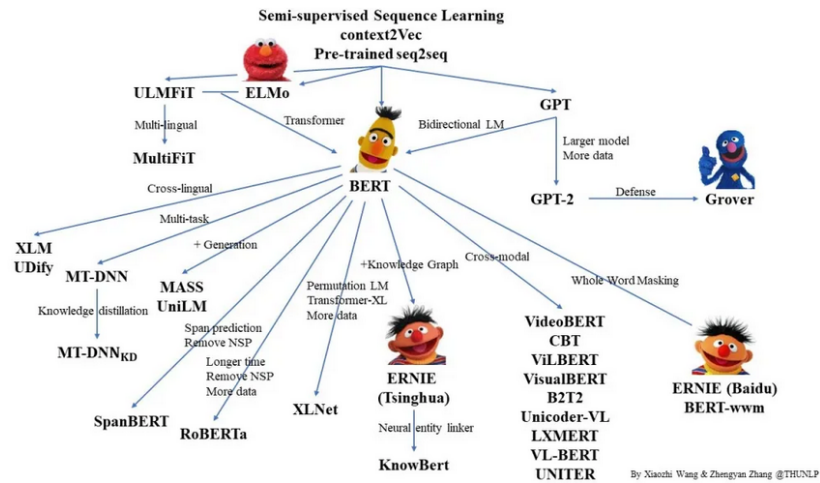 Semi-supervised Sequence Learning
context2Vec
Pre-trained seq2seq
ULMFiT
ELMo
GPT
Multi-lingual
Transformer
Bidirectional LM
Larger model
More data
MultiFiT
BERT
GPT-2
Defense
Grover
Cross-lingual
Multi-task
+ Generation
+Knowledge Graph
Cross-modal
Whole Word Masking
XLM
UDify
MT-DNN
MASS
UniLM
Permutation LM
Transformer-XL
More data
Knowledge distillation
Span prediction
Remove NSP
Longer time
Remove NSP
More data
MT-DNNKD
VideoBERT
CBT
ViLBERT
VisualBERT
B2T2
Unicoder-VL
LXMERT
VL-BERT
UNITER
ERNIE
(Tsinghua)
ERNIE (Baidu)
BERT-wwm
SpanBERT
RoBERTa
XLNet
Neural entity linker
KnowBert
By Xiaozhi Wang & Zhengyan Zhang @THUNLP